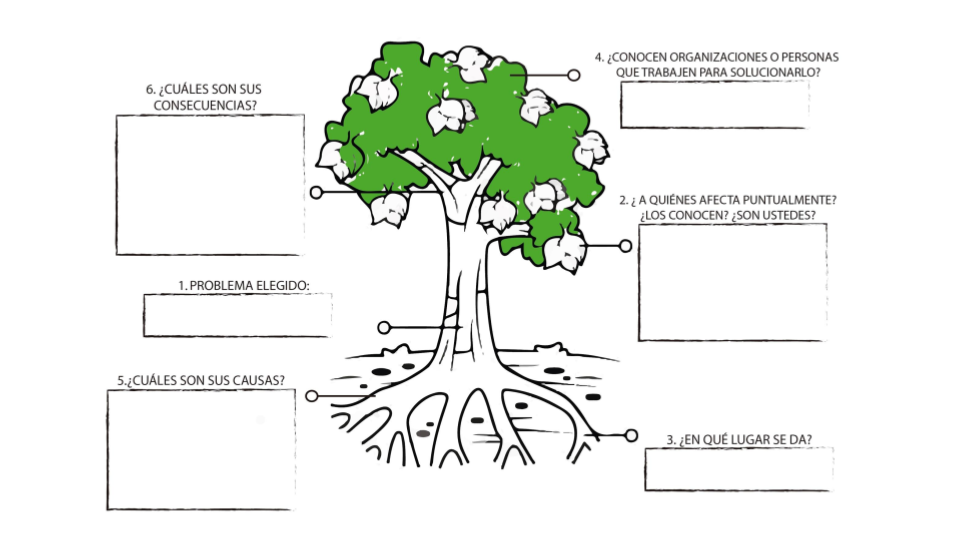 4. ¿CONOCEN ORGANIZACIONES O PERSONAS
QUE TRABAJEN PARA SOLUCIONARLO?
6. ¿CUÁLES SON SUS
CONSECUENCIAS?
2. ¿ A QUIÉNES AFECTA PUNTUALMENTE?
¿LOS CONOCEN? ¿SON USTEDES?
1. PROBLEMA ELEGIDO:
5.¿CUÁLES SON SUS CAUSAS?
3. ¿EN QUÉ LUGAR SE DA?